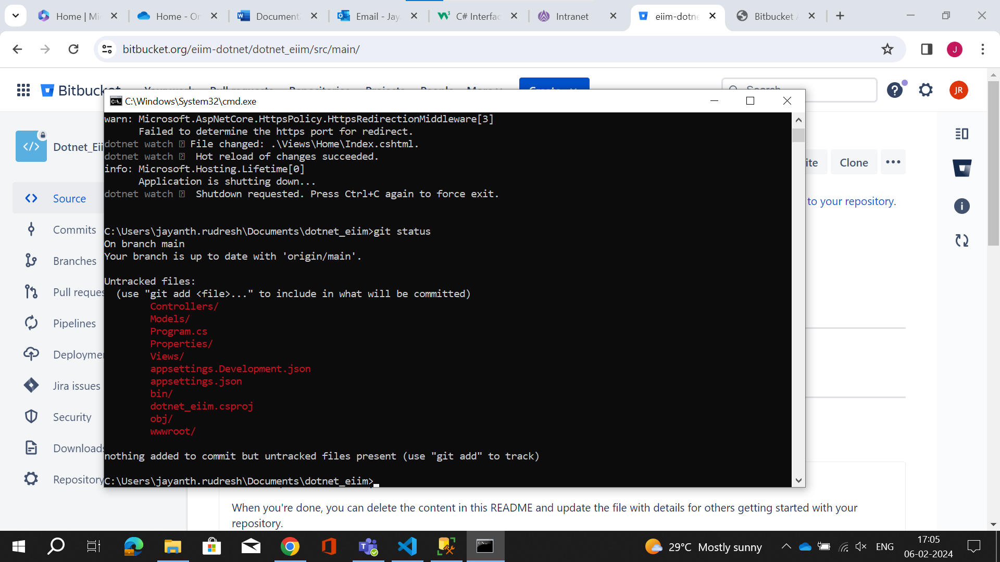 Home | Mi
Home - On
Document
Email - Jay
C# Interfac
Intranet
eiim-dotne
Bitbucket A
bitbucket.org/eiim-dotnet/dotnet_eiim/src/main/
J
Bitbucket
Search
JR
C:\Windows\System32\cmd.exe
warn: Microsoft.AspNetCore.HttpsPolicy.HttpsRedirectionMiddleware[3]
Failed to determine the https port for redirect.
dotnet watch File changed: .\Views\Home\Index.cshtml.
dotnet watch Hot reload of changes succeeded.
info: Microsoft.Hosting.Lifetime[0]
Application is shutting down...
dotnet watch Shutdown requested. Press Ctrl+C again to force exit.
C:\Users\jayanth.rudresh\Documents\dotnet_eiim>git status
On branch main
Your branch is up to date with 'origin/main'.
Untracked files:
(use "git add <file>..." to include in what will be committed)
Controllers/
Models/
Program.cs
Properties/
Views/
appsettings.Development.json
appsettings.json
bin/
dotnet_eiim.csproj
obj/
wwwroot/
nothing added to commit but untracked files present (use "git add" to track)
C:\Users\jayanth.rudresh\Documents\dotnet_eiim>
Dotnet_Eii
Source
Commits
Branches
Pull reques
Pipelines
Deployme
Jira issues
Security
Downloads
Repository
ite
Clone
to your repository.
When you're done, you can delete the content in this README and update the file with details for others getting started with your
repository.
29°C Mostly sunny
ENG
17:05
06-02-2024